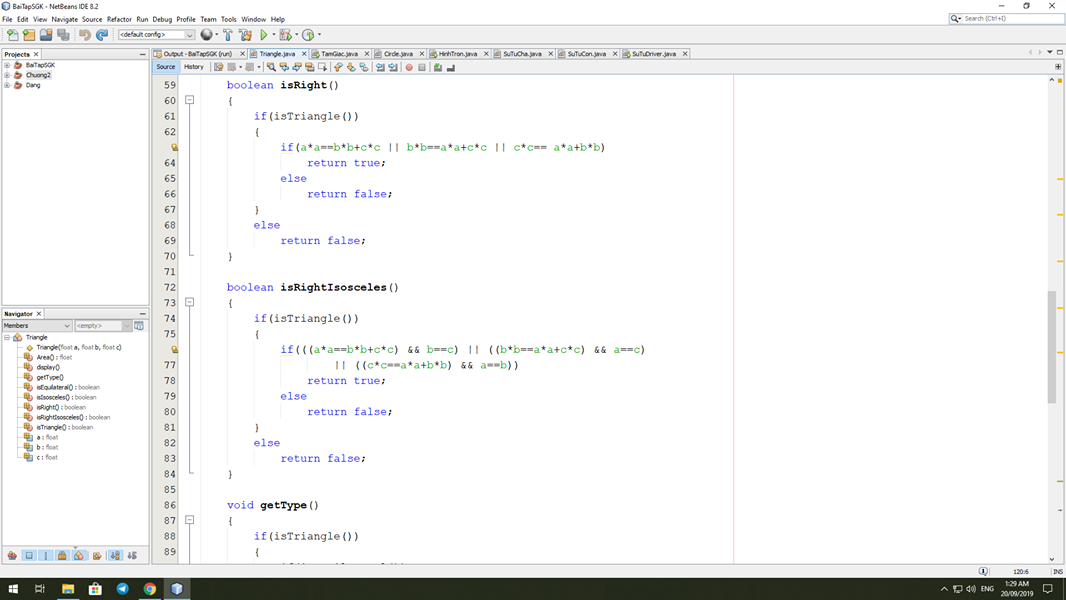 BaiTapSGK - NetBeans IDE 8.2
File Edit View Navigate Source Refactor Run Debug Profile Team Tools Window Help
Search (Ctrl+I)
<default config>
Projects
BaiTapSGK
Chuong2
Dang
Output - BaiTapSGK (run) Triangle.java TamGiac.java Circle.java HinhTron.java SuTuCha.java SuTuCon.java SuTuDriver.java
Source History
59 boolean isRight()
60 {
61 if(isTriangle())
62 {
if(a*a==b*b+c*c || b*b==a*a+c*c || c*c== a*a+b*b)
64 return true;
65 else
66 return false;
67 }
68 else
69 return false;
70 }
71
72 boolean isRightIsosceles()
73 {
74 if(isTriangle())
75 {
if(((a*a==b*b+c*c) && b==c) || ((b*b==a*a+c*c) && a==c)
77 || ((c*c==a*a+b*b) && a==b))
78 return true;
79 else
80 return false;
81 }
82 else
83 return false;
84 }
85
86 void getType()
87 {
88 if(isTriangle())
89 {
Navigator
Members <empty>
Triangle
Triangle(float a, float b, float c)
Area() : float
display()
getType()
isEquilateral() : boolean
isIsosceles() : boolean
isRight() : boolean
isRightIsosceles() : boolean
isTriangle() : boolean
a : float
b : float
c : float
1 120:6 INS
ENG
1:29 AM
20/09/2019